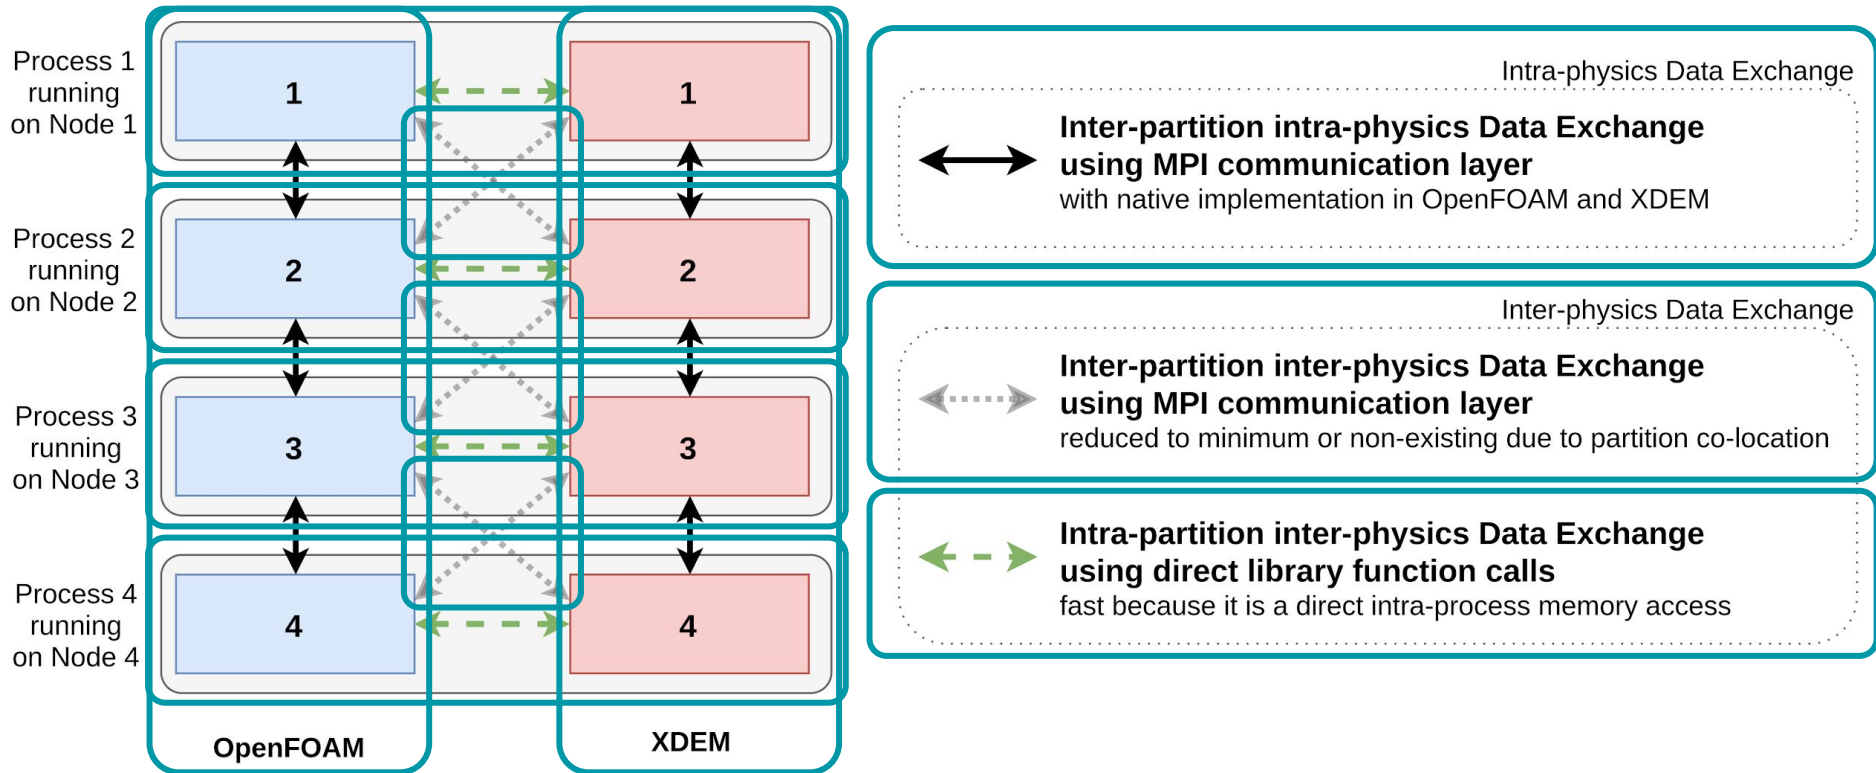 Process 1
running
on Node 1
1
1
Process 2
running
on Node 2
2
2
Process 3
running
on Node 3
3
3
Process 4
running
on Node 4
4
4
OpenFOAM
XDEM
Intra-physics Data Exchange
Inter-partition intra-physics Data Exchange
using MPI communication layer
with native implementation in OpenFOAM and XDEM
Inter-physics Data Exchange
Inter-partition inter-physics Data Exchange
using MPI communication layer
reduced to minimum or non-existing due to partition co-location
Intra-partition inter-physics Data Exchange
using direct library function calls
fast because it is a direct intra-process memory access